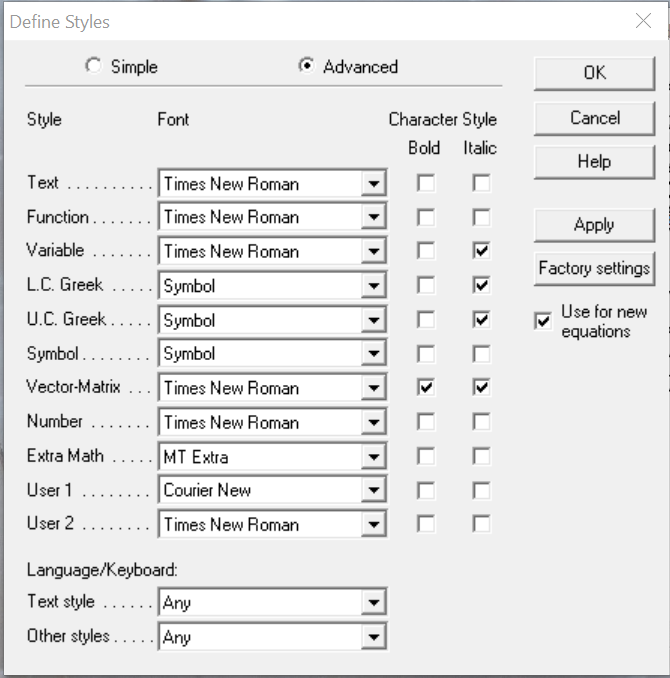 Define Styles
Simple Advanced
OK
Style Font Character Style
Cancel
Bold Italic
Help
Text . . . . . . . . . . Times New Roman
Function . . . . . . . Times New Roman
Apply
Variable . . . . . . . . Times New Roman
L.C. Greek . . . . . Symbol
Factory settings
U.C. Greek . . . . . Symbol
Use for new
equations
Symbol . . . . . . . . Symbol
Vector-Matrix . . . Times New Roman
Number . . . . . . . Times New Roman
Extra Math . . . . . MT Extra
User 1 . . . . . . . . Courier New
User 2 . . . . . . . . Times New Roman
Language/Keyboard:
Text style . . . . . . Any
Other styles . . . . . Any